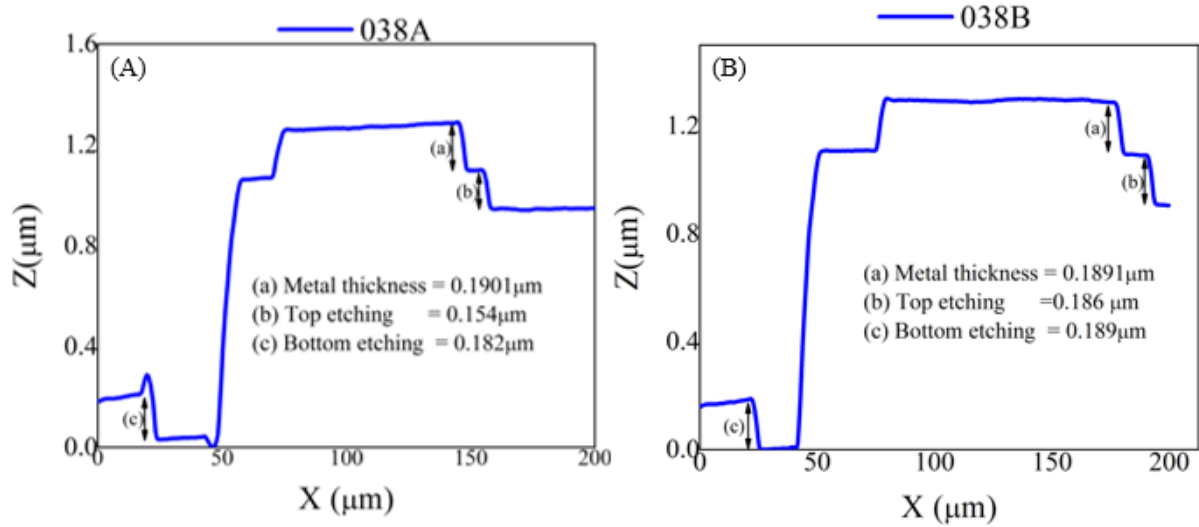 038A
(A)
1.6
1.2
0.8
0.4
0.0
Z(μm)
(a)
(b)
(c)
(a) Metal thickness = 0.1901μm
(b) Top etching = 0.154μm
(c) Bottom etching = 0.182μm
0 50 100 150 200
X (μm)
038B
(B)
1.2
0.8
0.4
0.0
Z(μm)
(a)
(b)
(c)
(a) Metal thickness = 0.1891μm
(b) Top etching =0.186 μm
(c) Bottom etching = 0.189μm
0 50 100 150 200
X (μm)